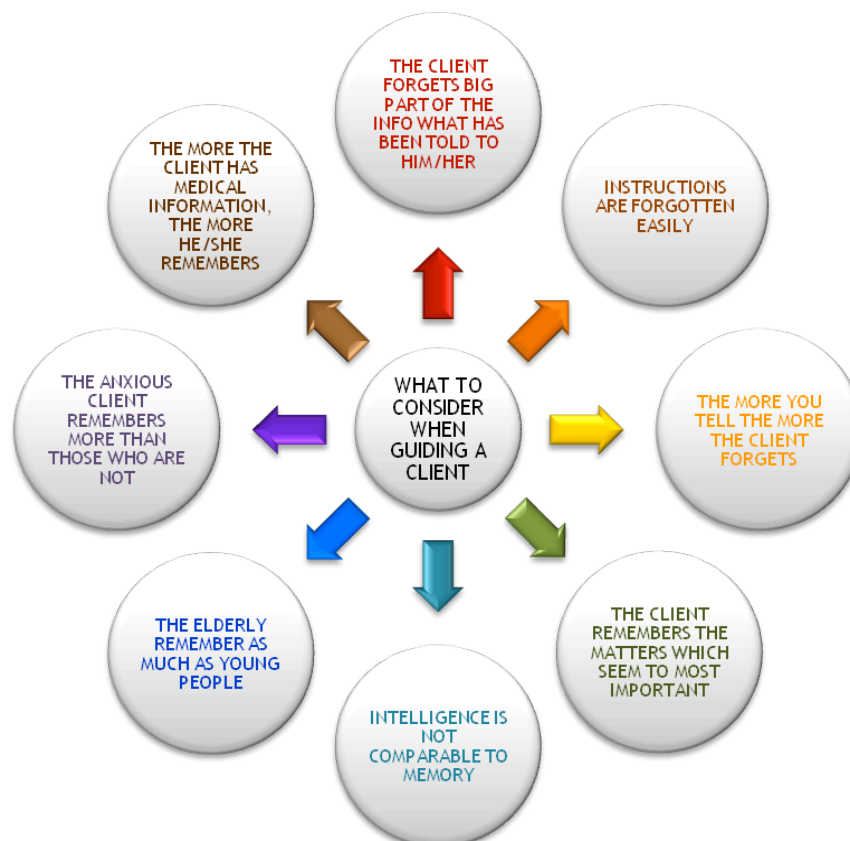 THE CLIENT
FORGETS BIG
PART OF THE
INFO WHAT HAS
BEEN TOLD TO
HIM/HER
INSTRUCTIONS
ARE FORGOTTEN
EASILY
THE MORE YOU
TELL THE MORE
THE CLIENT
FORGETS
THE CLIENT
REMEMBERS THE
MATTERS WHICH
SEEM TO MOST
IMPORTANT
INTELLIGENCE IS
NOT
COMPARABLE TO
MEMORY
THE ELDERLY
REMEMBER AS
MUCH AS YOUNG
PEOPLE
THE ANXIOUS
CLIENT
REMEMBERS
MORE THAN
THOSE WHO ARE
NOT
THE MORE THE
CLIENT HAS
MEDICAL
INFORMATION,
THE MORE
HE/SHE
REMEMBERS
WHAT TO
CONSIDER
WHEN
GUIDING A
CLIENT